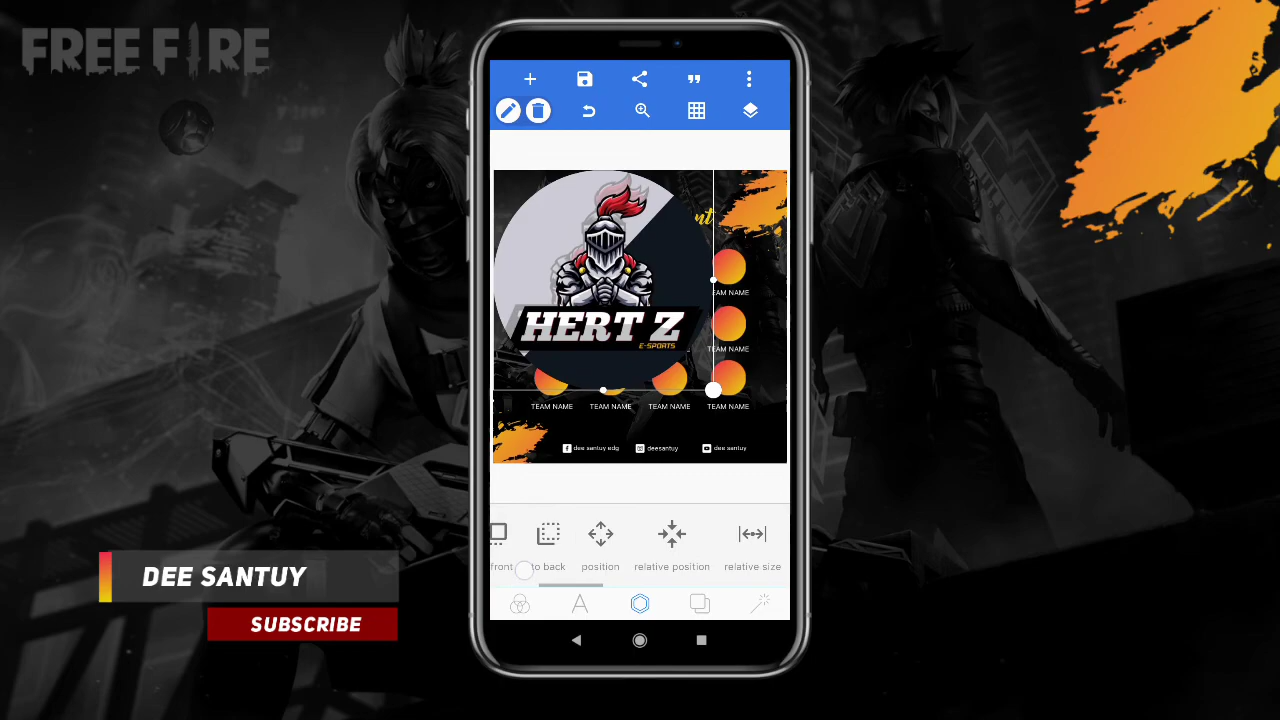 FREE FIRE
HERT Z
E-SPORTS
EAM NAME
TEAM NAME
TEAM NAME TEAM NAME TEAM NAME TEAM NAME
dee santuy edg deesantuy dee santuy
front to back position relative position relative size
DEE SANTUY
SUBSCRIBE